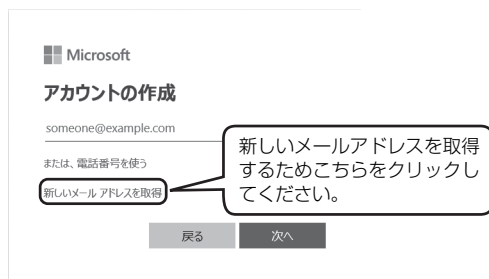 Microsoft
アカウントの作成
someone@example.com
または、電話番号を使う
新しいメール アドレスを取得
新しいメールアドレスを取得
するためこちらをクリックし
てください。
戻る 次へ